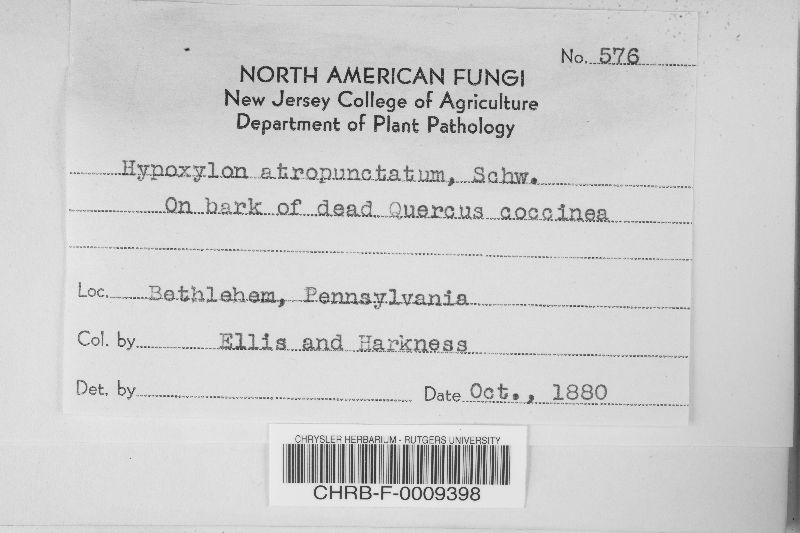 No. 576
NORTH AMERICAN FUNGI
New Jersey College of Agriculture
Department of Plant Pathology
Hypoxylon atropunctatum, Schw.
On bark of dead Quercus coccinea
Loc. Bethlehem, Pennsylvania
Col. by Ellis and Harkness
Det. by Date Oct., 1880
CHRYSLER HERBARIUM - RUTGERS UNIVERSITY
CHRB-F-0009398